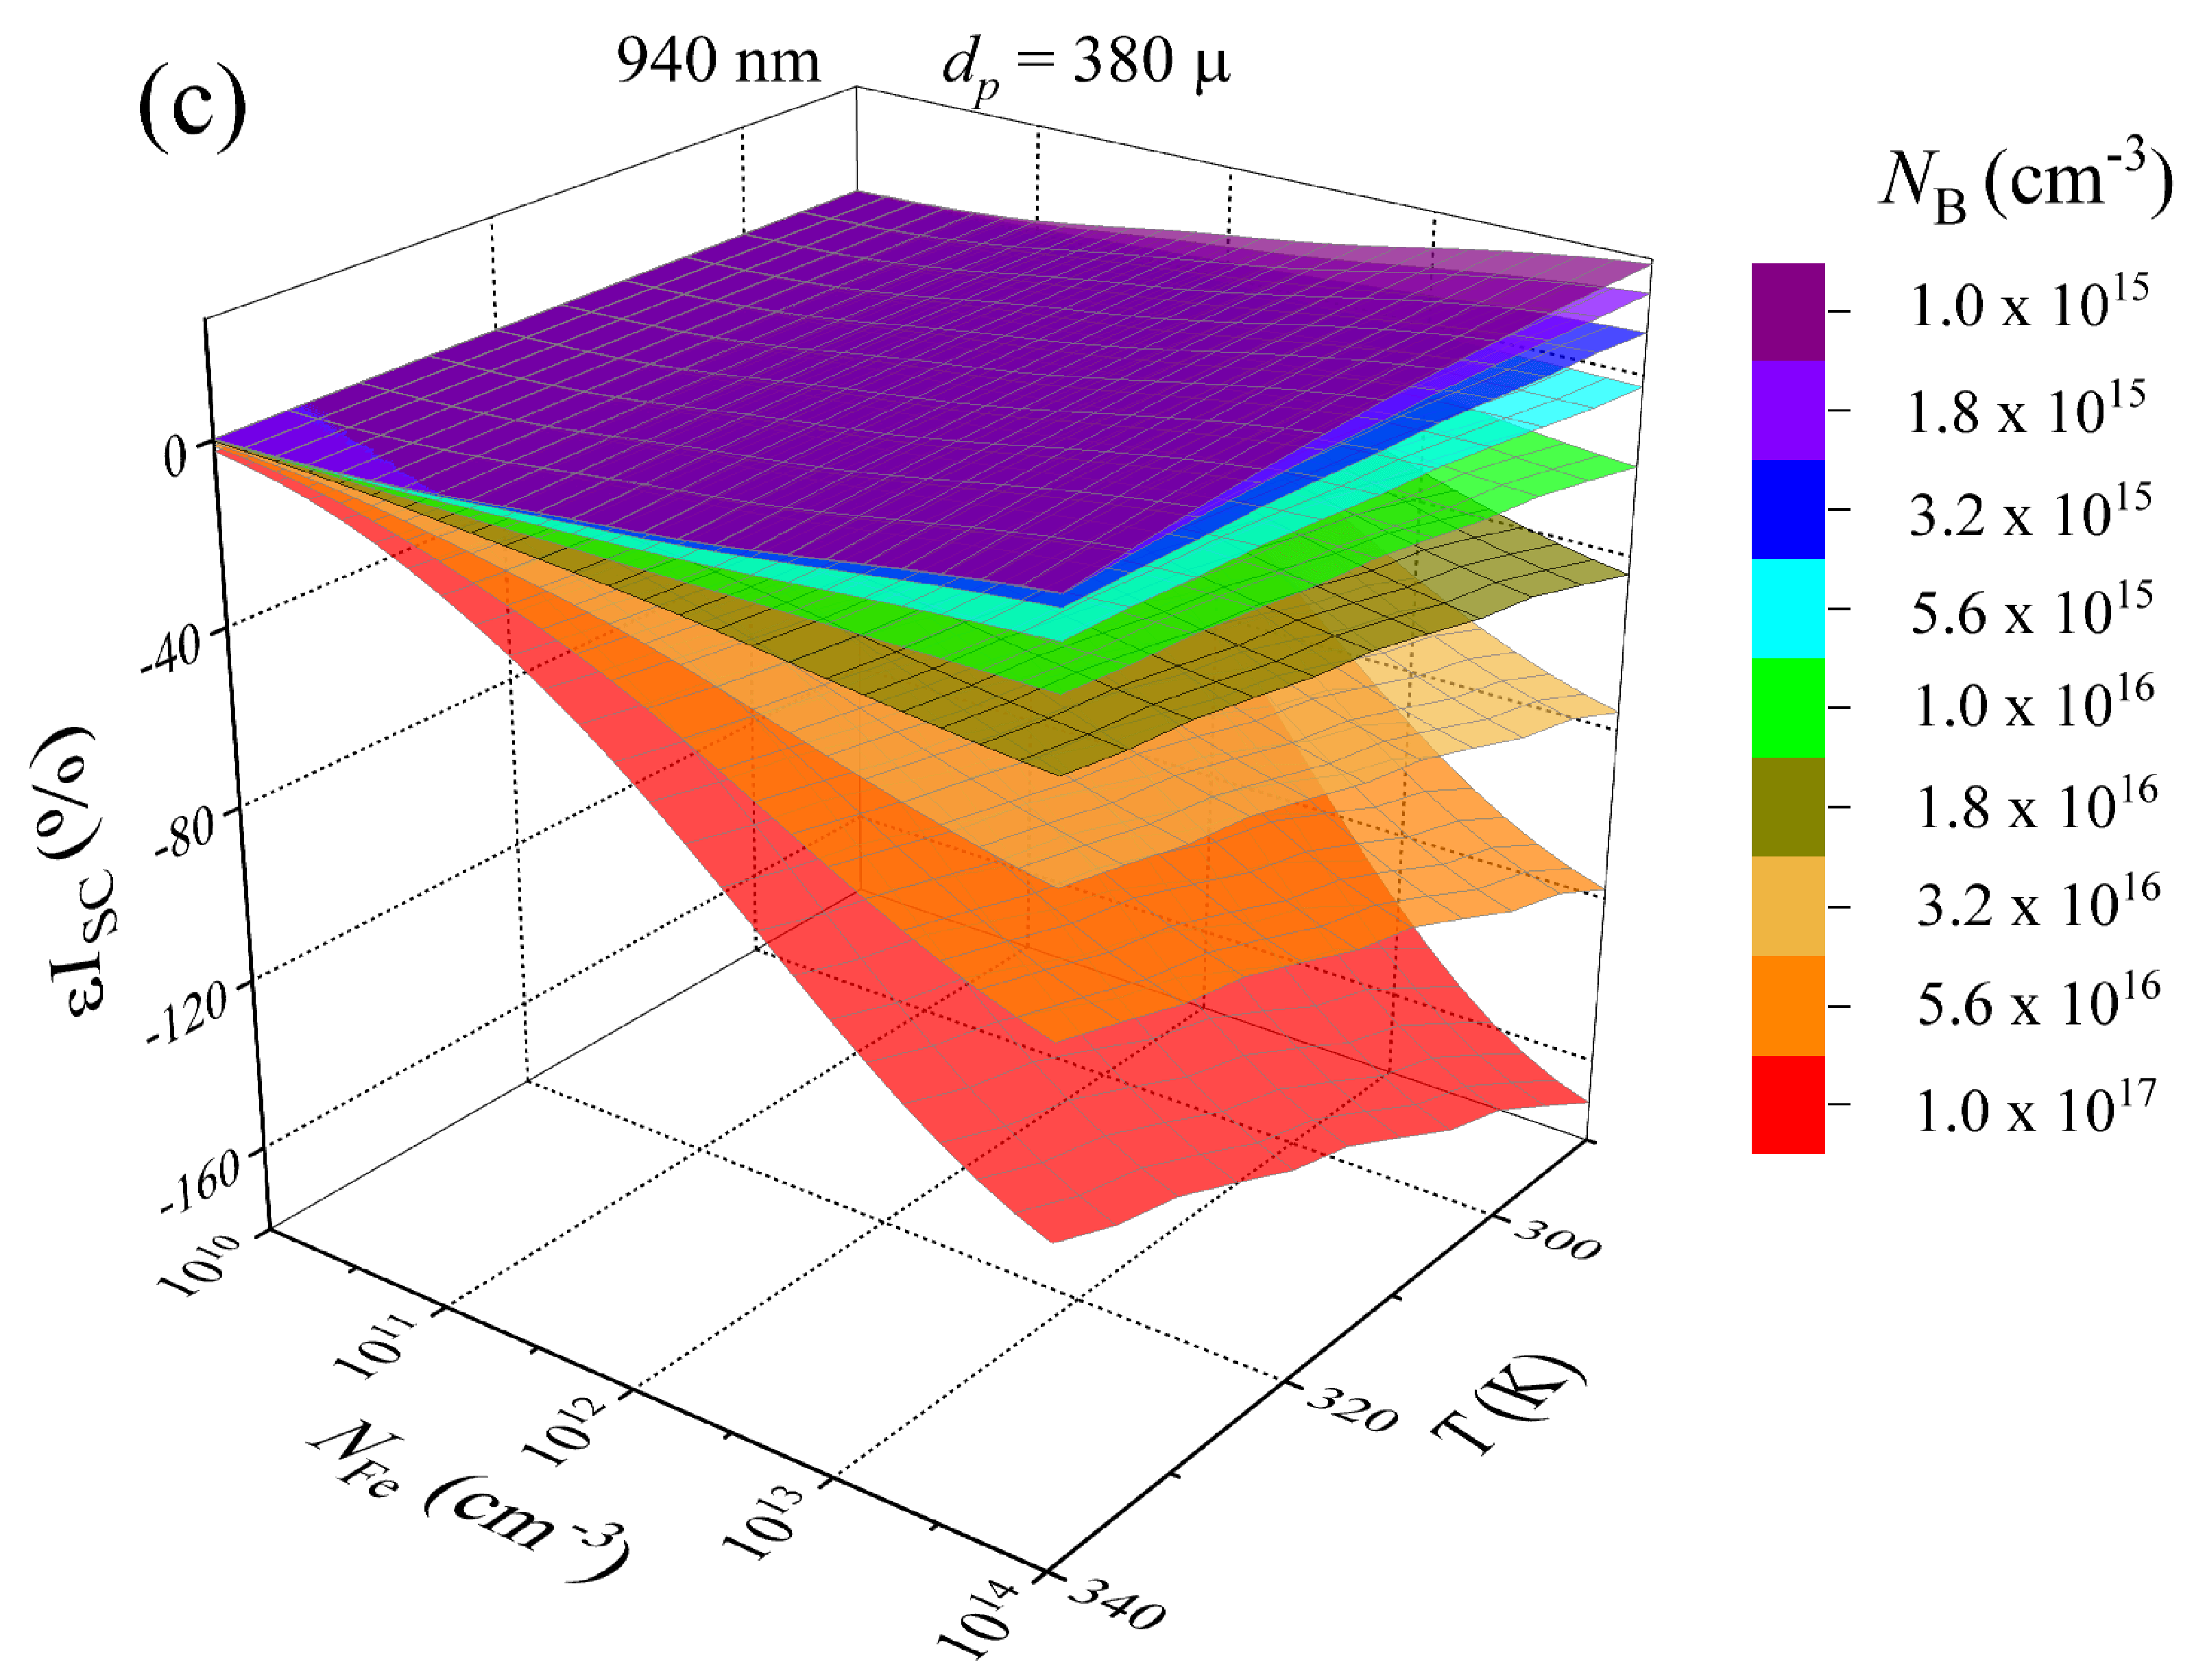 (c)
940 nm d_p = 380 μ
N_B (cm^-3)
1.0 x 10^15
1.8 x 10^15
3.2 x 10^15
5.6 x 10^15
1.0 x 10^16
1.8 x 10^16
3.2 x 10^16
5.6 x 10^16
1.0 x 10^17
εI_SC (%)
0
-40
-80
-120
-160
10^10
10^11
10^12
10^13
10^14
N_Fe (cm^-3)
300
320
340
T (K)